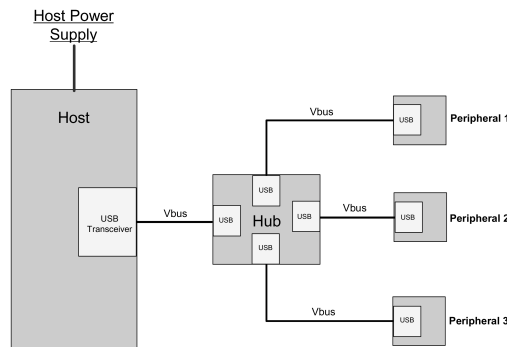 Host Power
Supply
Host
USB
Transceiver
Vbus
USB
USB
Hub
USB
USB
Vbus
USB
Peripheral 1
Vbus
USB
Peripheral 2
Vbus
USB
Peripheral 3